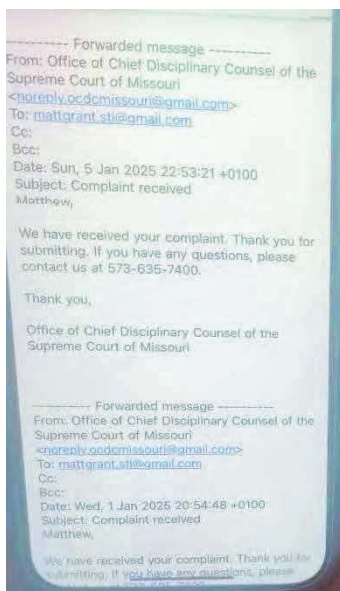 ---------- Forwarded message ----------
From: Office of Chief Disciplinary Counsel of the
Supreme Court of Missouri
<noreply.ocdcmissouri@gmail.com>
To: mattgrant.stl@gmail.com
Cc:
Bcc:
Date: Sun, 5 Jan 2025 22:53:21 +0100
Subject: Complaint received
Matthew,
We have received your complaint. Thank you for
submitting. If you have any questions, please
contact us at 573-635-7400.
Thank you,
Office of Chief Disciplinary Counsel of the
Supreme Court of Missouri
---------- Forwarded message ----------
From: Office of Chief Disciplinary Counsel of the
Supreme Court of Missouri
<noreply.ocdcmissouri@gmail.com>
To: mattgrant.stl@gmail.com
Cc:
Bcc:
Date: Wed, 1 Jan 2025 20:54:48 +0100
Subject: Complaint received
Matthew,
We have received your complaint. Thank you for
submitting. If you have any questions, please